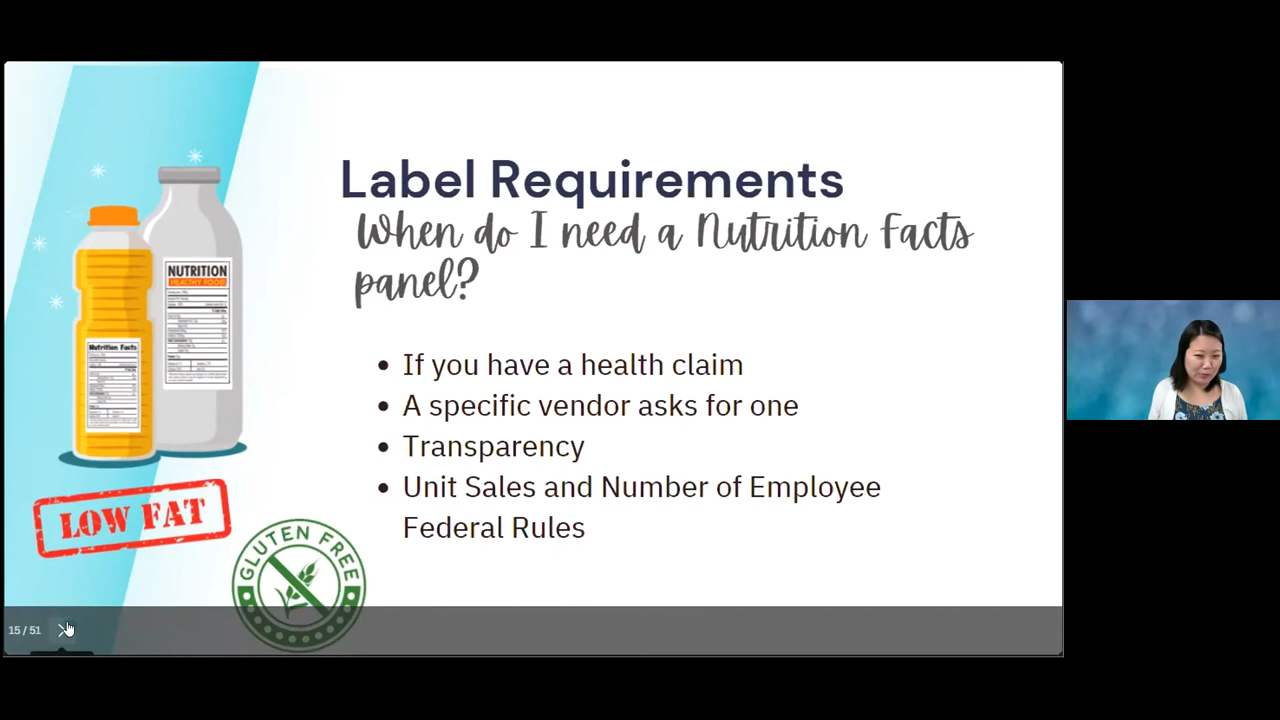 Label Requirements
When do I need a Nutrition Facts
panel?
• If you have a health claim
• A specific vendor asks for one
• Transparency
• Unit Sales and Number of Employee
Federal Rules
NUTRITION
HEALTHY FOOD
Nutrition Facts
LOW FAT
GLUTEN FREE
15 / 51